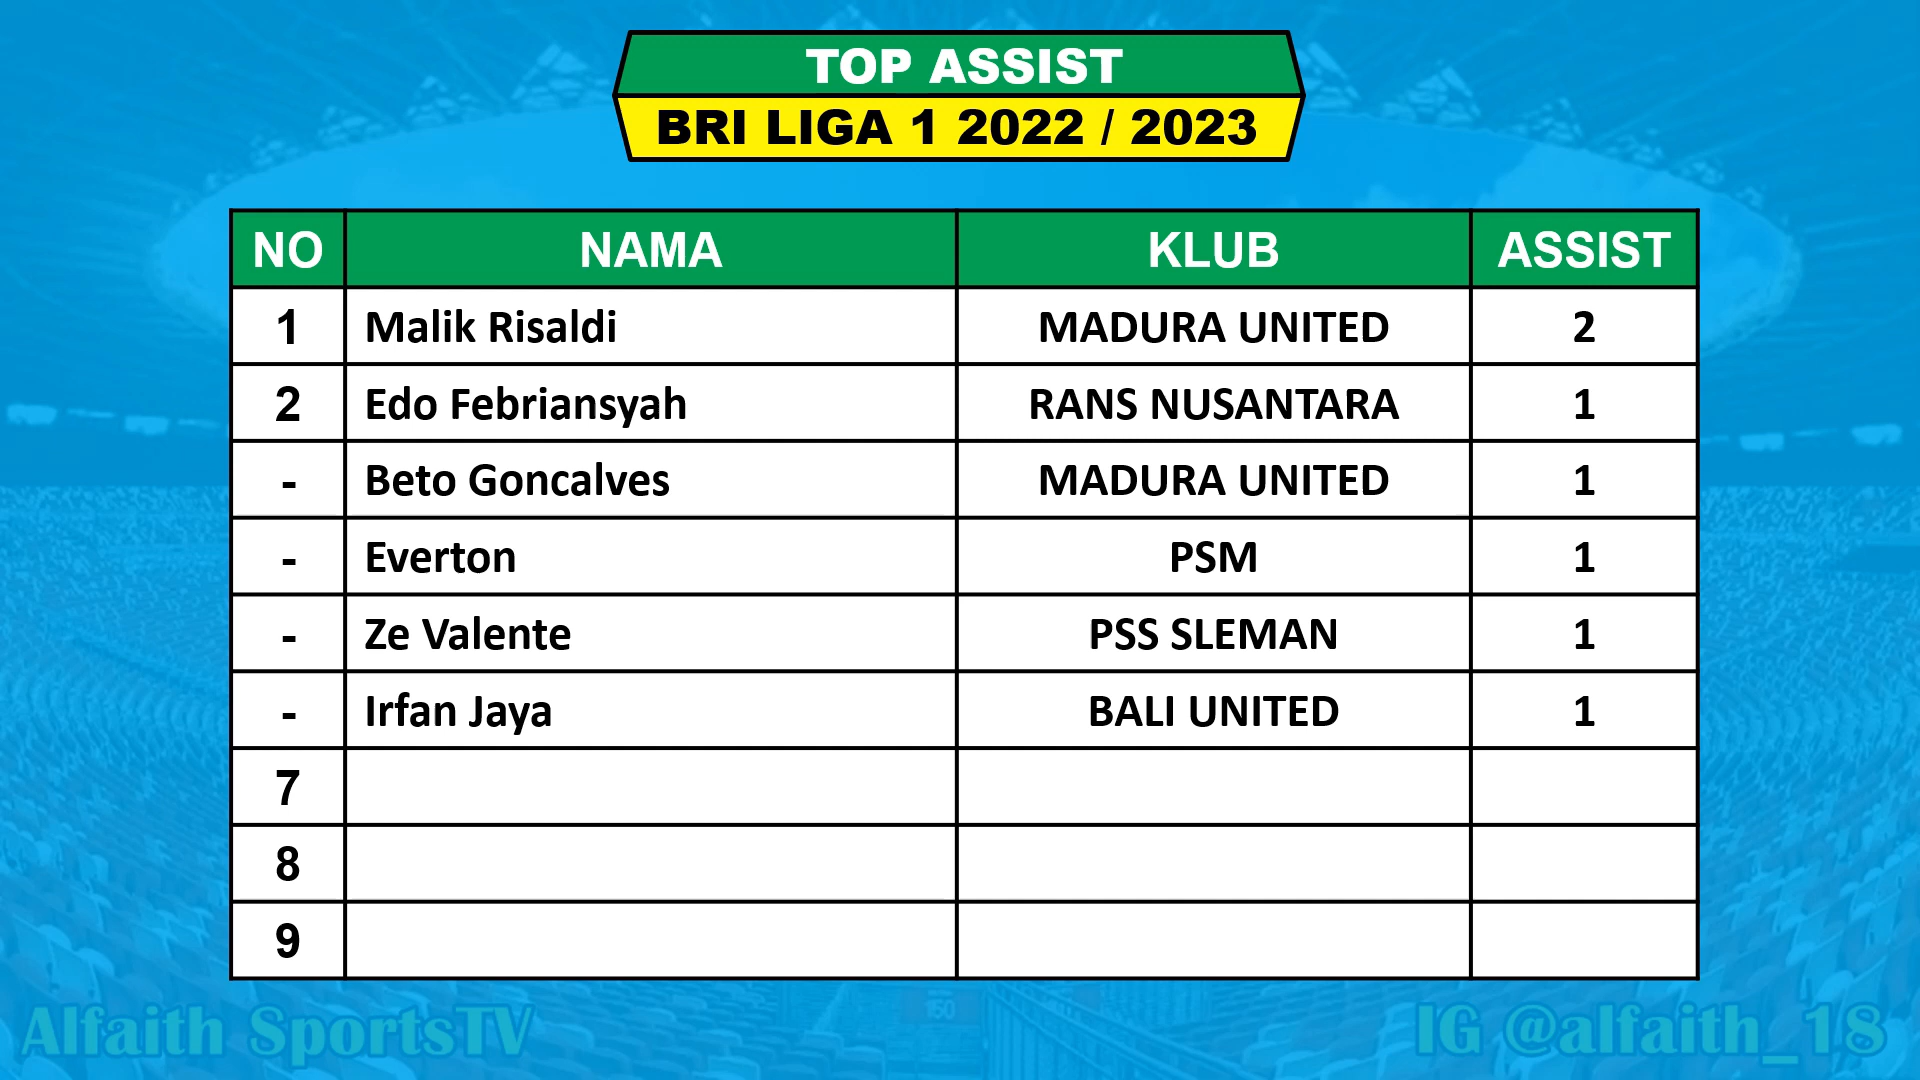 TOP ASSIST
BRI LIGA 1 2022 / 2023
NO NAMA KLUB ASSIST
1 Malik Risaldi MADURA UNITED 2
2 Edo Febriansyah RANS NUSANTARA 1
- Beto Goncalves MADURA UNITED 1
- Everton PSM 1
- Ze Valente PSS SLEMAN 1
- Irfan Jaya BALI UNITED 1
7
8
9
Alfaith SportsTV IG @alfaith_18